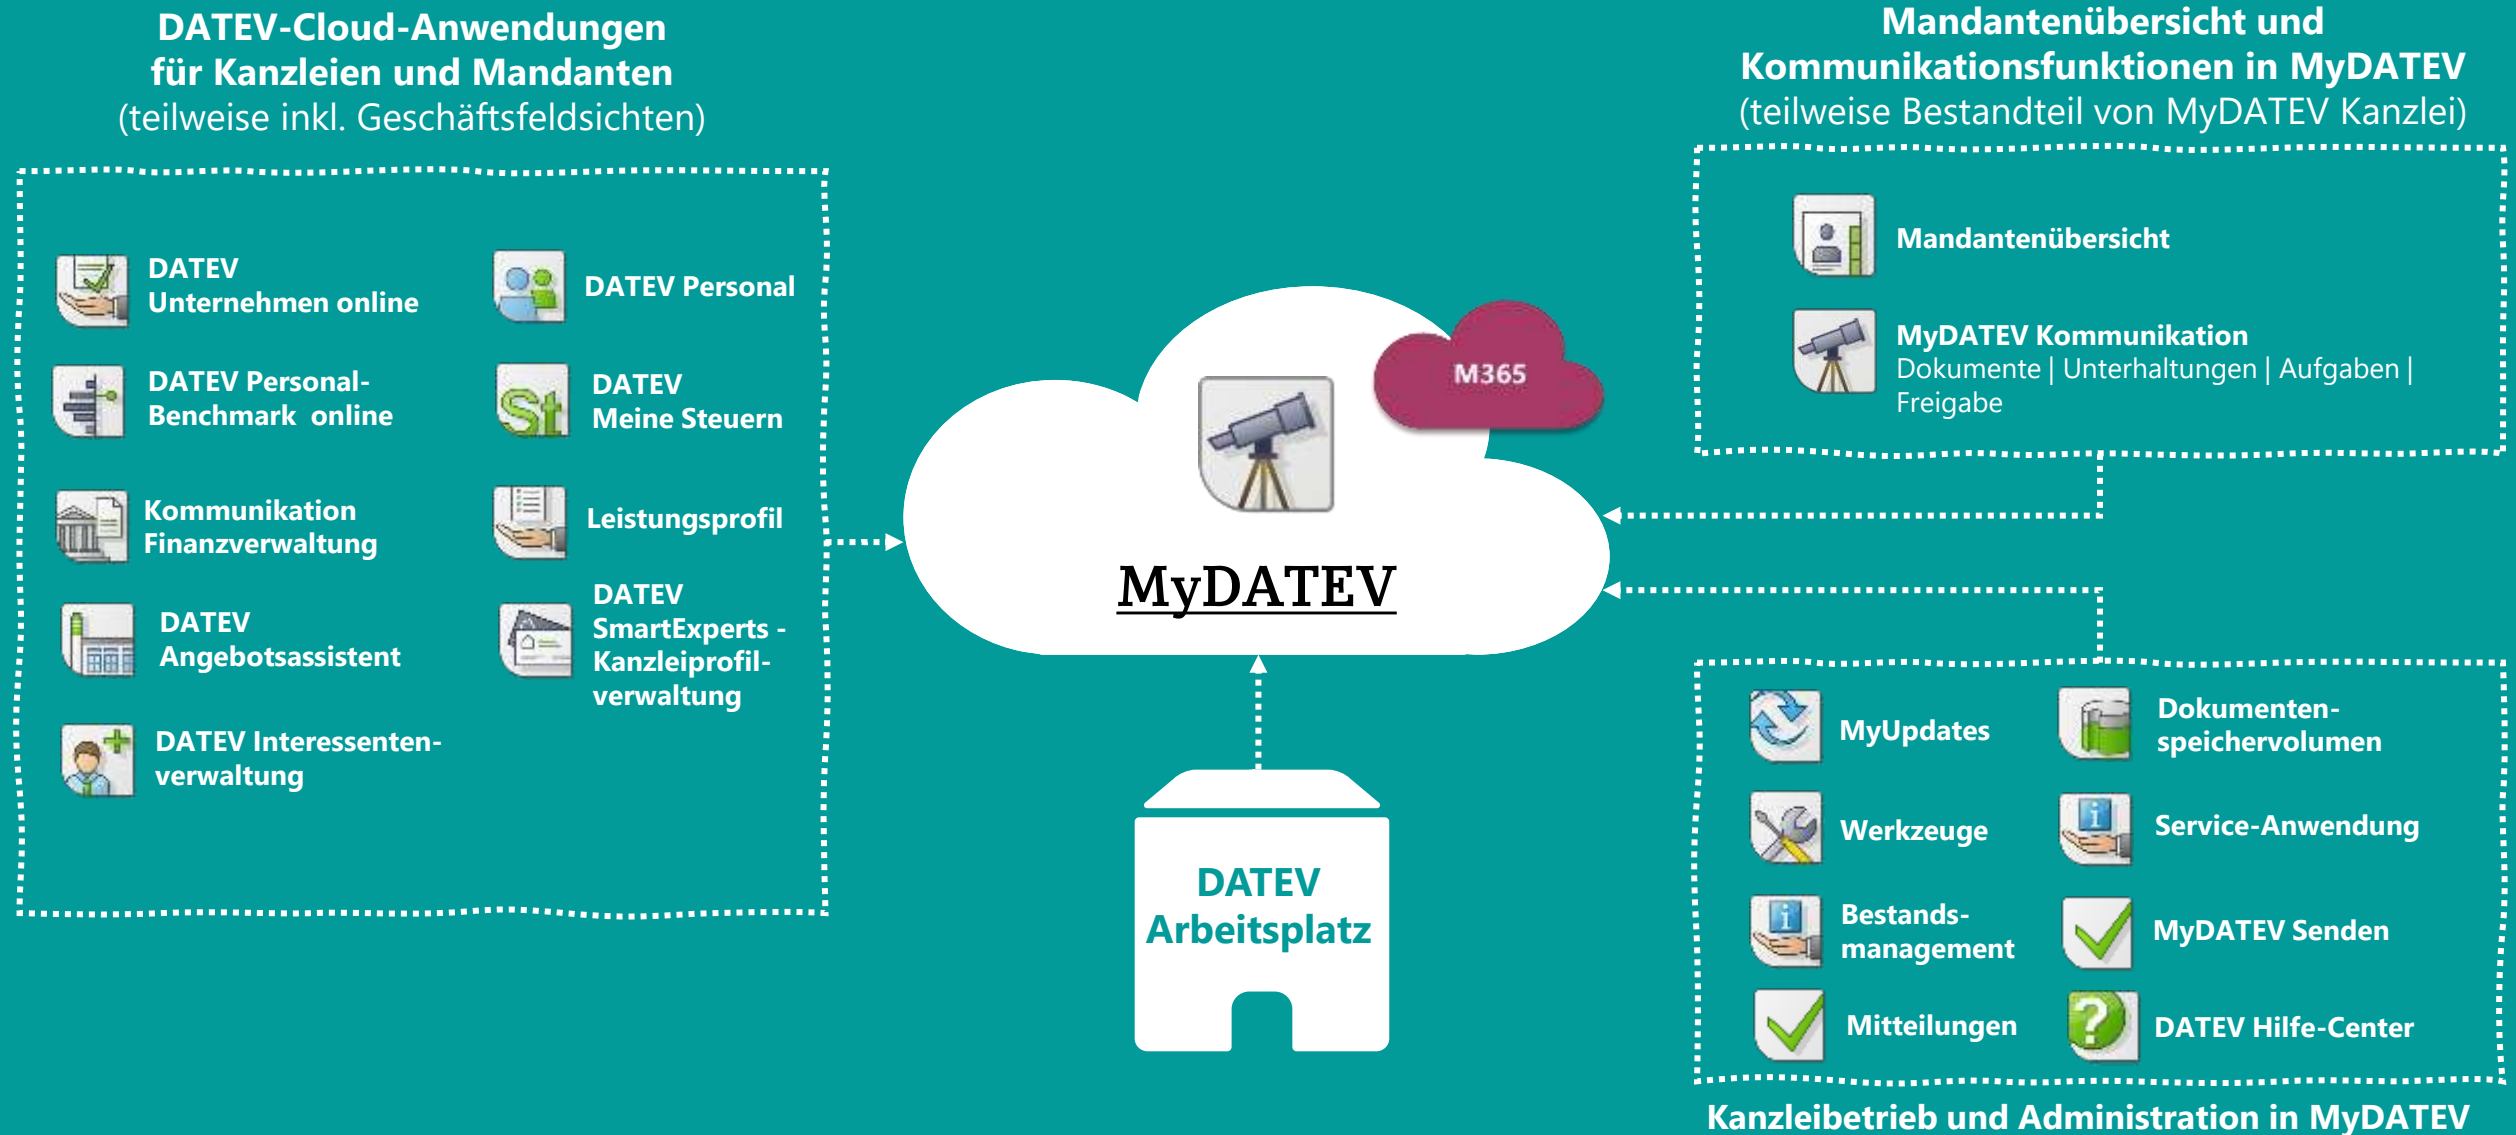 DATEV-Cloud-Anwendungen
für Kanzleien und Mandanten
(teilweise inkl. Geschäftsfeldsichten)
DATEV
Unternehmen online
DATEV Personal
DATEV Personal-
Benchmark online
DATEV
Meine Steuern
Kommunikation
Finanzverwaltung
Leistungsprofil
DATEV
Angebotsassistent
DATEV
SmartExperts -
Kanzleiprofil-
verwaltung
DATEV Interessenten-
verwaltung
M365
MyDATEV
DATEV
Arbeitsplatz
Mandantenübersicht und
Kommunikationsfunktionen in MyDATEV
(teilweise Bestandteil von MyDATEV Kanzlei)
Mandantenübersicht
MyDATEV Kommunikation
Dokumente | Unterhaltungen | Aufgaben |
Freigabe
MyUpdates
Dokumenten-
speichervolumen
Werkzeuge
Service-Anwendung
Bestands-
management
MyDATEV Senden
Mitteilungen
DATEV Hilfe-Center
Kanzleibetrieb und Administration in MyDATEV